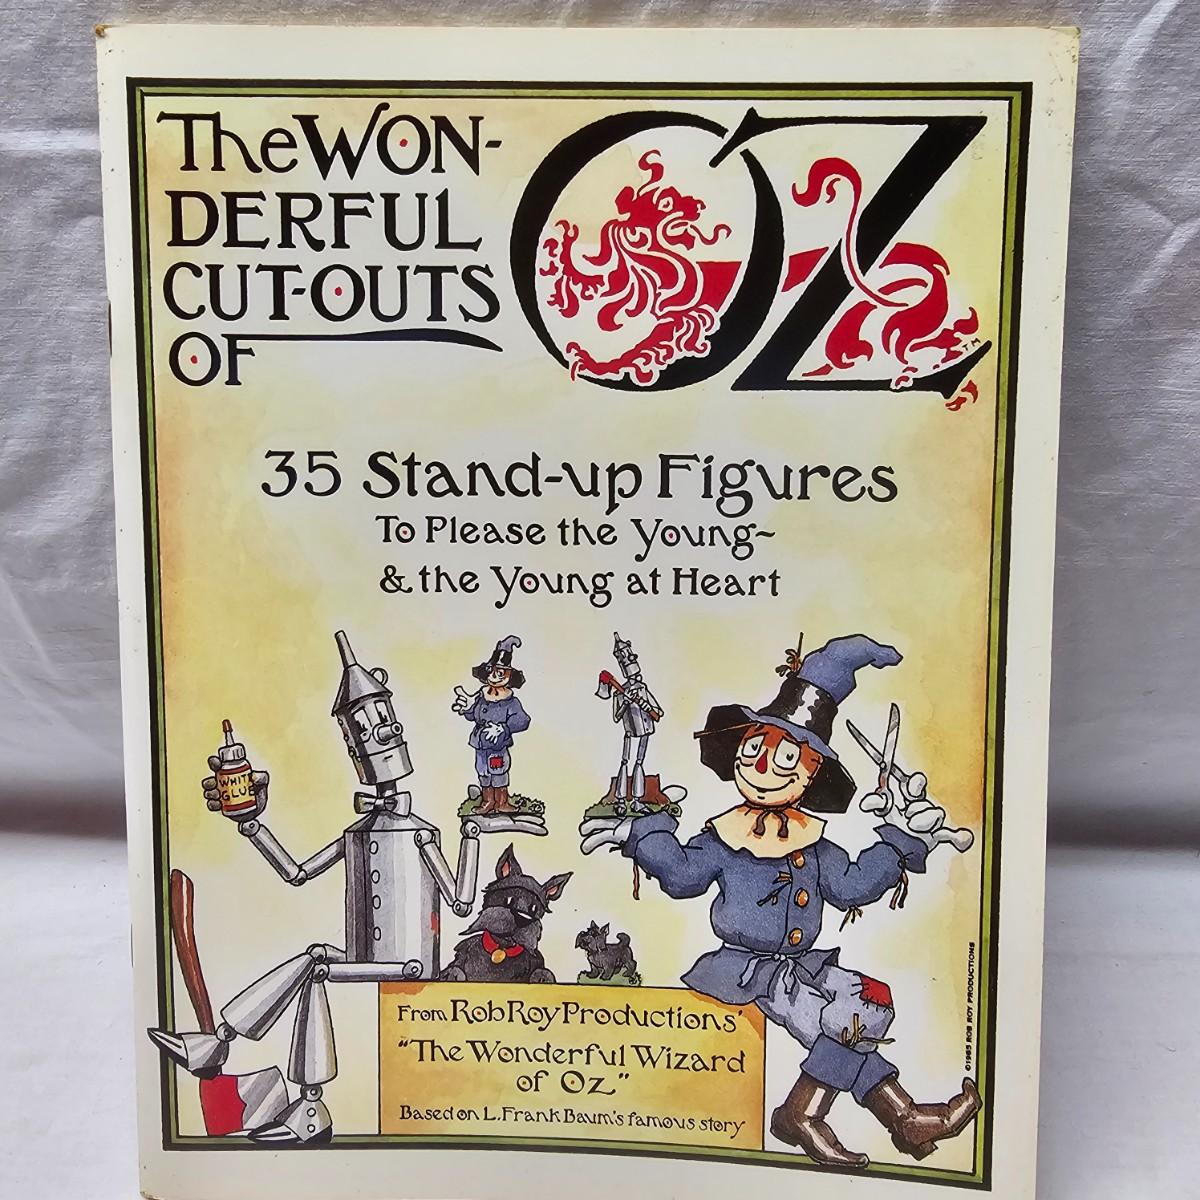 The WON-
DERFUL
CUT-OUTS
OF
OZ
TM
35 Stand-up Figures
To Please the Young~
& the Young at Heart
WHITE
GLUE
From Rob Roy Productions'
"The Wonderful Wizard
of Oz"
Based on L. Frank Baum's famous story
©1985 ROB ROY PRODUCTIONS